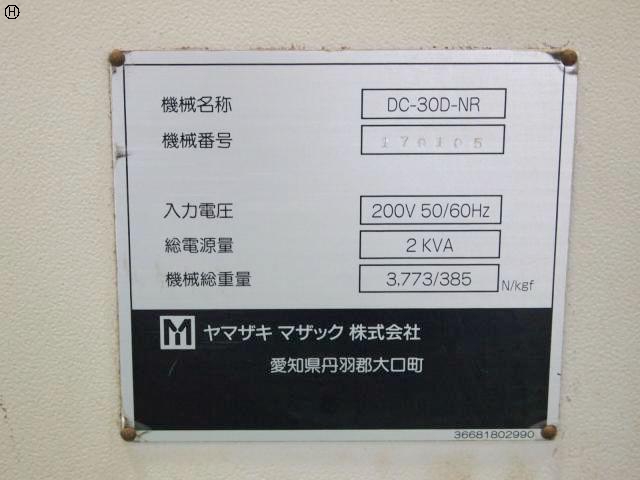 H
機械名称 DC-30D-NR
機械番号 170105
入力電圧 200V 50/60Hz
総電源量 2 KVA
機械総重量 3.773/385 N/kgf
ヤマザキ マザック 株式会社
愛知県丹羽郡大口町
36681802990